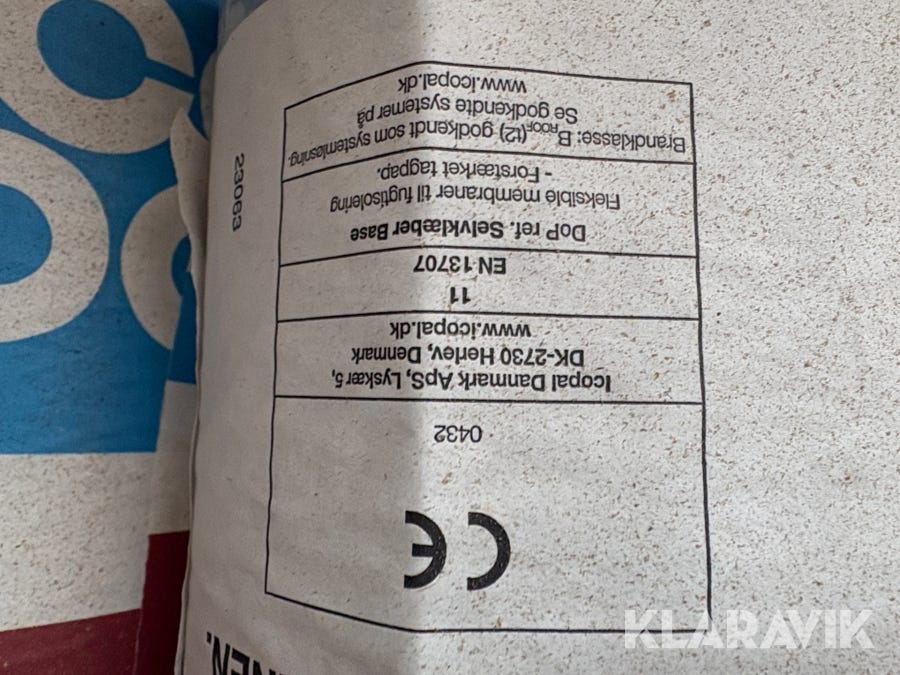 NEN.
CE
0432
Icopal Danmark ApS, Lyskær 5,
DK-2730 Herlev, Denmark
www.icopal.dk
11
EN 13707
DoP ref. Selvklæber Base
Fleksible membraner til fugtisolering
- Forstærket tagpap.
Brandklasse: BROOF(t2) godkendt som systemløsning.
Se godkendte systemer på
www.icopal.dk
23063
KLARAVIK